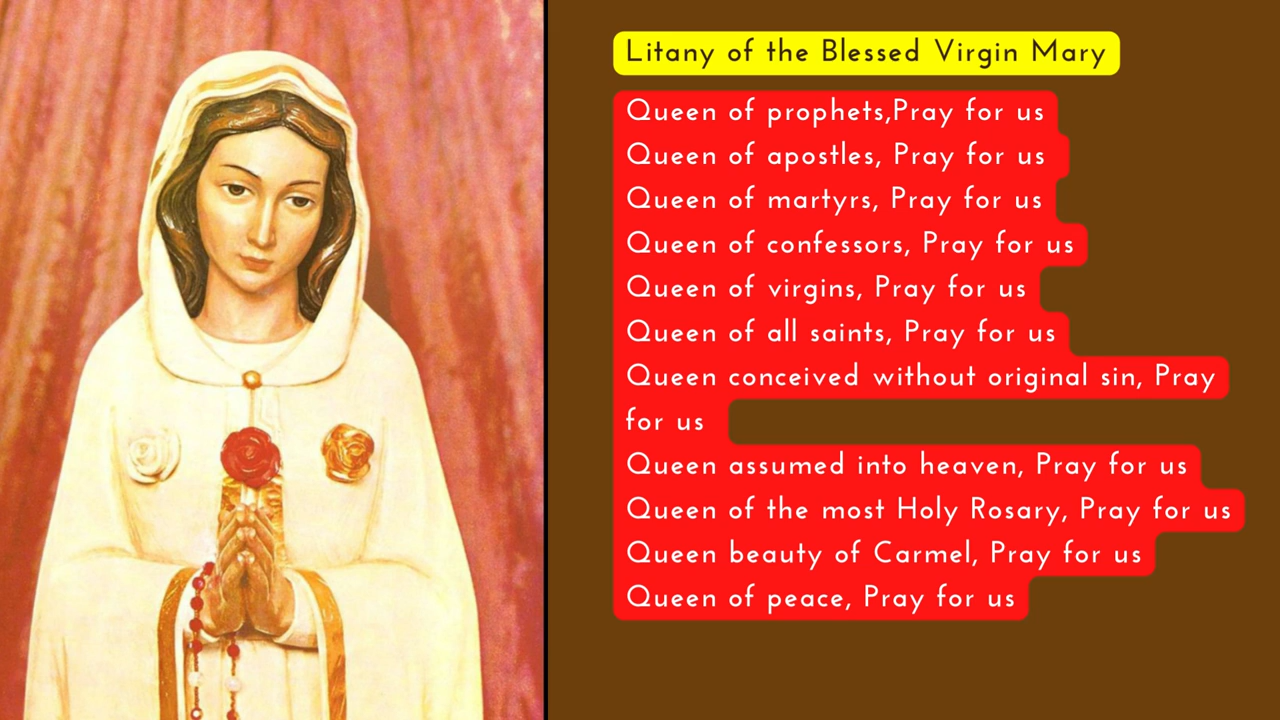 Litany of the Blessed Virgin Mary
Queen of prophets,Pray for us
Queen of apostles, Pray for us
Queen of martyrs, Pray for us
Queen of confessors, Pray for us
Queen of virgins, Pray for us
Queen of all saints, Pray for us
Queen conceived without original sin, Pray
for us
Queen assumed into heaven, Pray for us
Queen of the most Holy Rosary, Pray for us
Queen beauty of Carmel, Pray for us
Queen of peace, Pray for us